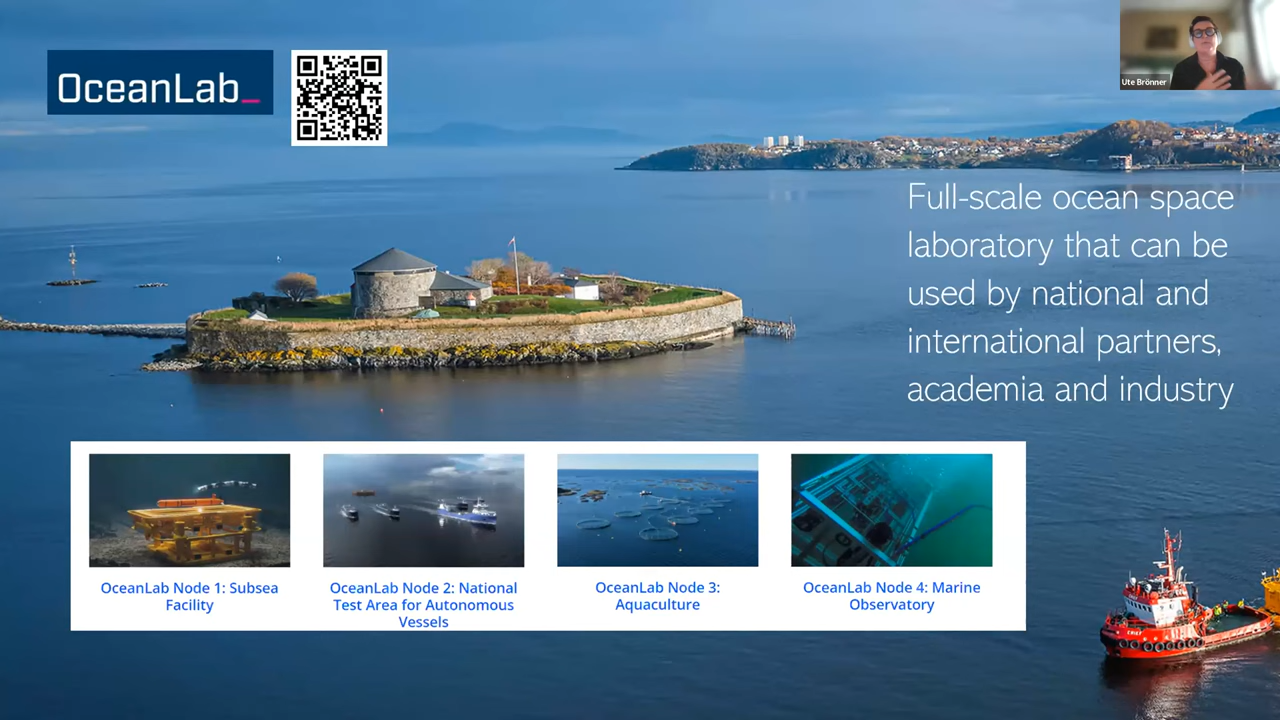 OceanLab_
Ute Brönner
Full-scale ocean space
laboratory that can be
used by national and
international partners,
academia and industry
OceanLab Node 1: Subsea
Facility
OceanLab Node 2: National
Test Area for Autonomous
Vessels
OceanLab Node 3:
Aquaculture
OceanLab Node 4: Marine
Observatory